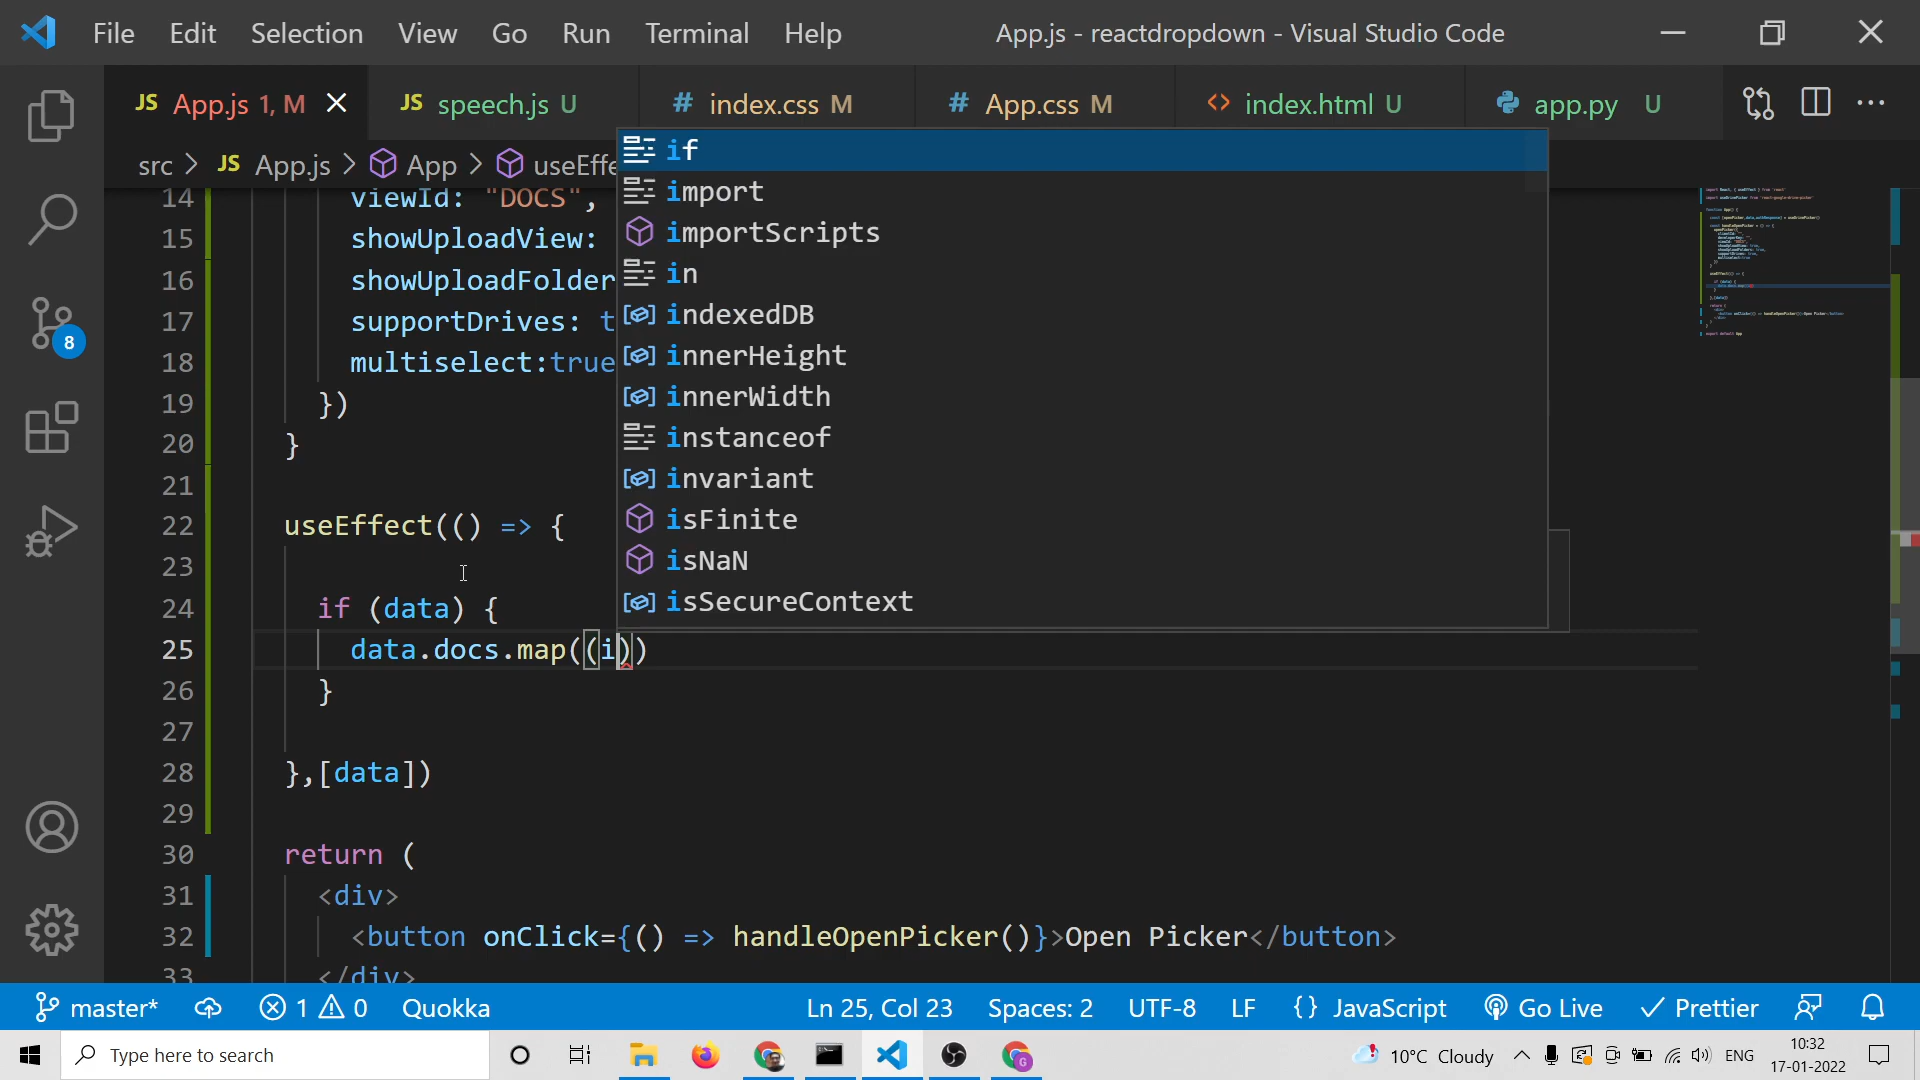 File Edit Selection View Go Run Terminal Help App.js - reactdropdown - Visual Studio Code
JS App.js 1, M JS speech.js U # index.css M # App.css M <> index.html U app.py U ...
src > JS App.js > App > useEffe
if
import
importScripts
in
indexedDB
innerHeight
innerWidth
instanceof
invariant
isFinite
isNaN
isSecureContext
14 viewId: "DOCS",
15 showUploadView:
16 showUploadFolder
17 supportDrives: t
18 multiselect:true
19 })
20 }
21
22 useEffect(() => {
23
24 if (data) {
25 data.docs.map((i))
26 }
27
28 },[data])
29
30 return (
31 <div>
32 <button onClick={() => handleOpenPicker()}>Open Picker</button>
33 </div>
8
master* 1 0 Quokka Ln 25, Col 23 Spaces: 2 UTF-8 LF {} JavaScript Go Live Prettier
Type here to search 10°C Cloudy ENG 10:32
17-01-2022